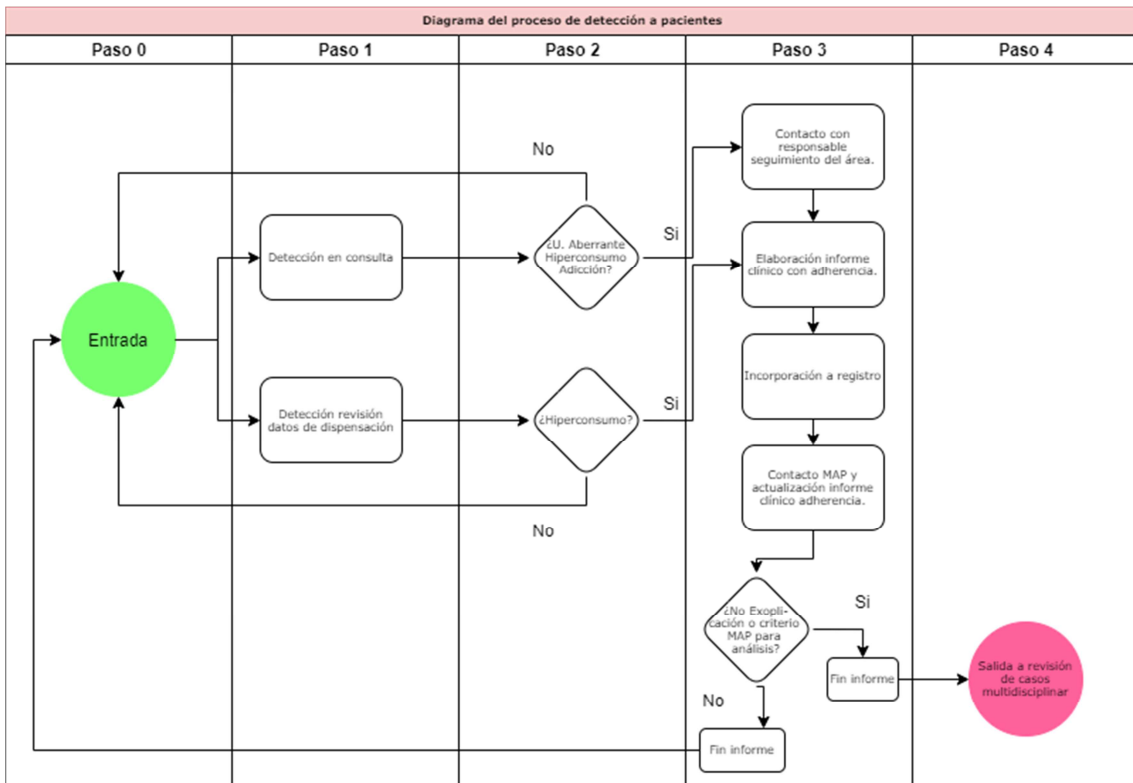 Diagrama del proceso de detección a pacientes
Paso 0
Paso 1
Paso 2
Paso 3
Paso 4
No
Contacto con
responsable
seguimiento del área.
Si
Detección en consulta
¿U. Aberrante
Hiperconsumo
Adicción?
Elaboración informe
clínico con adherencia.
Entrada
Incorporación a registro
Si
Detección revisión
datos de dispensación
¿Hiperconsumo?
Contacto MAP y
actualización informe
clínico adherencia.
No
¿No Exopli-
cación o criterio
MAP para
análisis?
Si
Fin informe
Salida a revisión
de casos
multidisciplinar
No
Fin informe